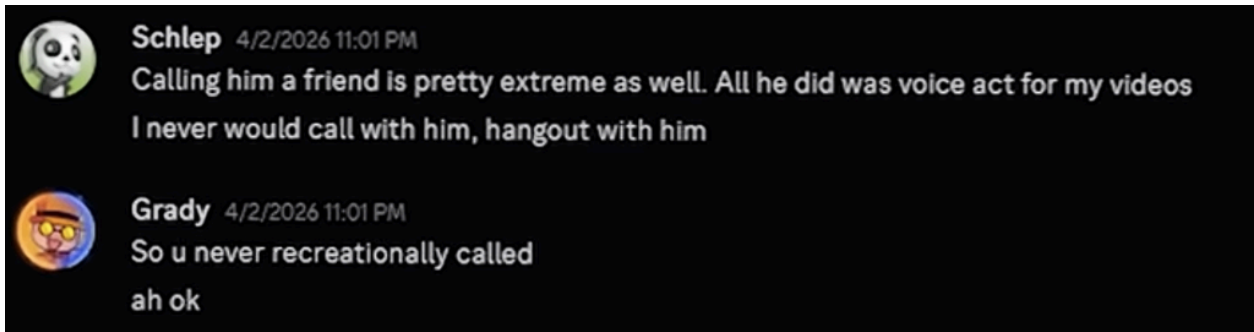 Schlep 4/2/2026 11:01 PM
Calling him a friend is pretty extreme as well. All he did was voice act for my videos
I never would call with him, hangout with him
Grady 4/2/2026 11:01 PM
So u never recreationally called
ah ok